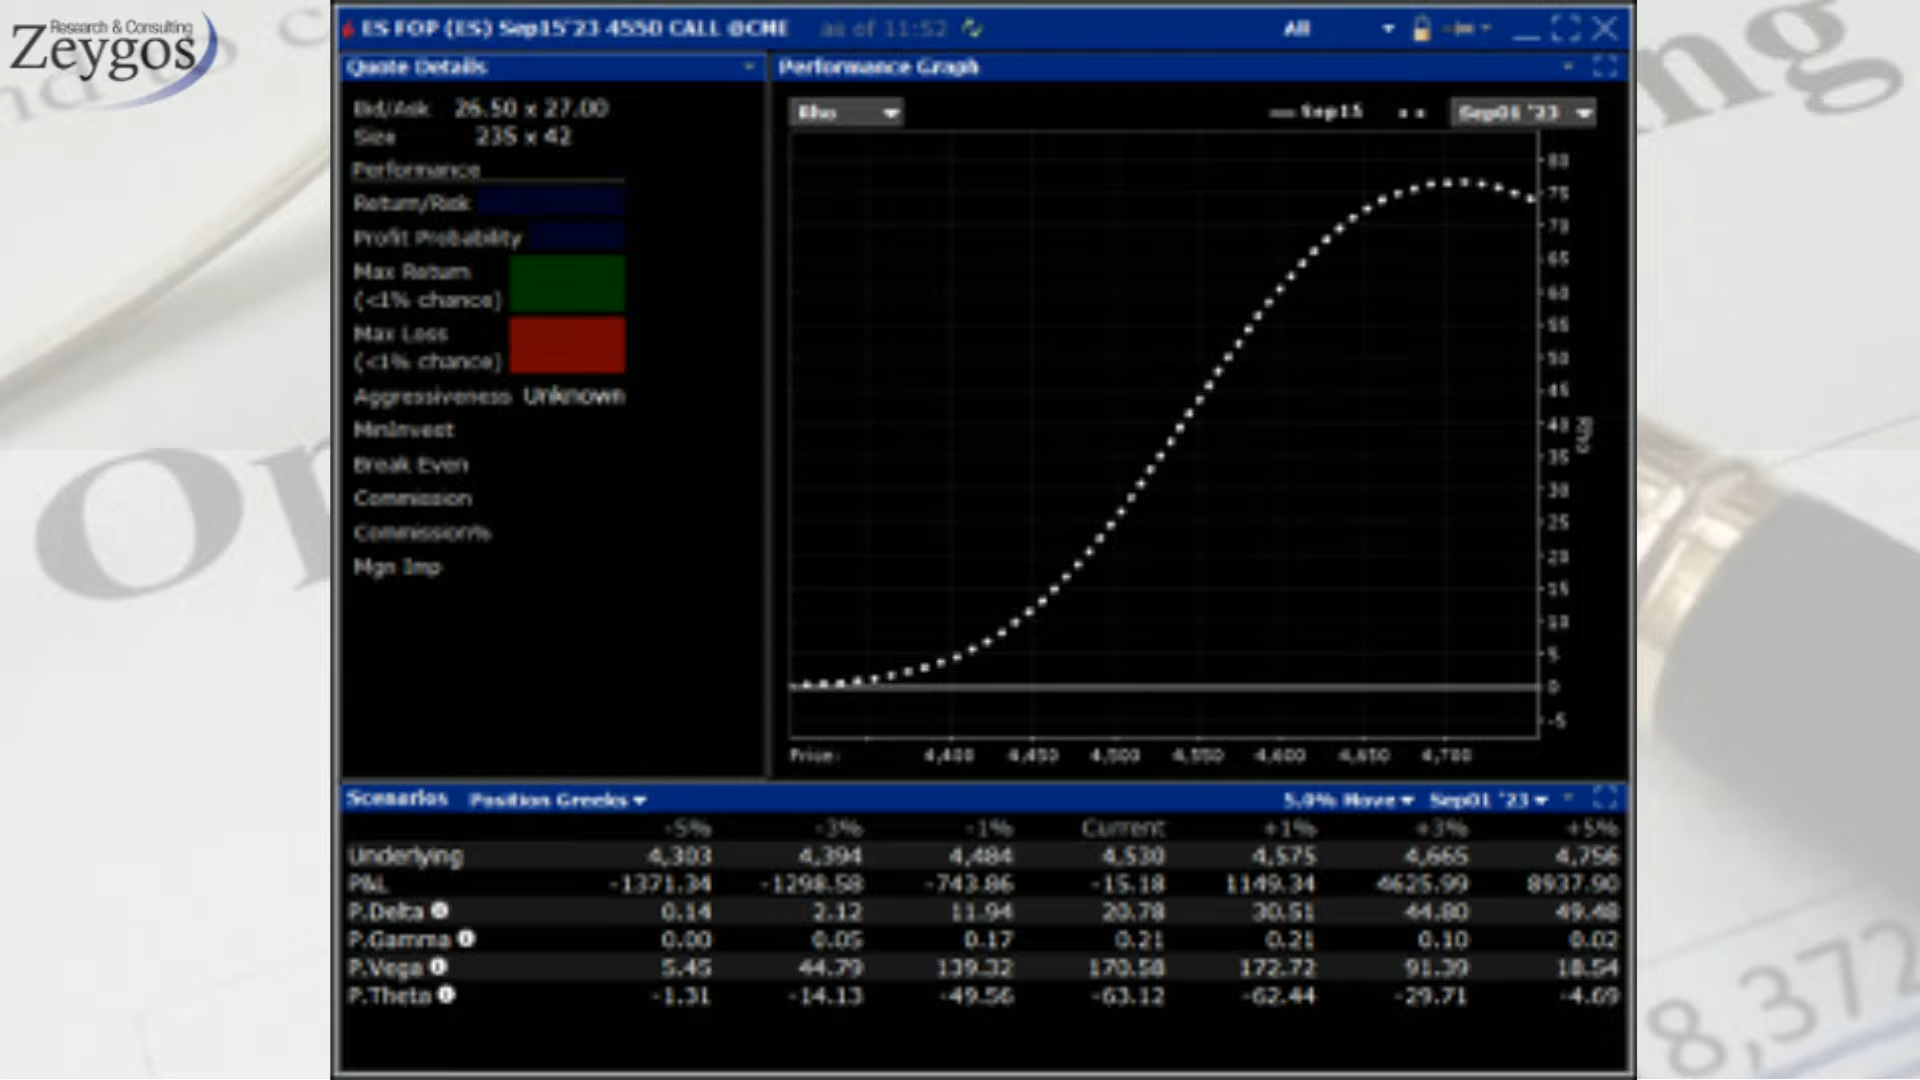 Research & Consulting
Zeygos
ES FOP (ES) Sep15'23 4550 CALL @CME as of 11:52 All
Quote Details
Performance Graph
Bid/Ask 26.50 x 27.00
Size 235 x 42
Performance
Return/Risk
Profit Probability
Max Return
(<1% chance)
Max Loss
(<1% chance)
Aggressiveness Unknown
MinInvest
Break Even
Commission
Commission%
Mgn Imp
Rho Sep15 Sep01 '23
80
75
70
65
60
55
50
45
40
35
30
25
20
15
10
5
0
-5
Rho
Price: 4,400 4,450 4,500 4,550 4,600 4,650 4,700
Scenarios Position Greeks 5.0% Move Sep01 '23
-5% -3% -1% Current +1% +3% +5%
Underlying 4,303 4,394 4,484 4,530 4,575 4,665 4,756
P&L -1371.34 -1298.58 -743.86 -15.18 1149.34 4625.99 8937.90
P.Delta 0.14 2.12 11.94 20.78 30.51 44.80 49.48
P.Gamma 0.00 0.05 0.17 0.21 0.21 0.10 0.02
P.Vega 5.45 44.79 139.32 170.58 172.72 91.39 18.54
P.Theta -1.31 -14.13 -49.56 -63.12 -62.44 -29.71 -4.69
8,372